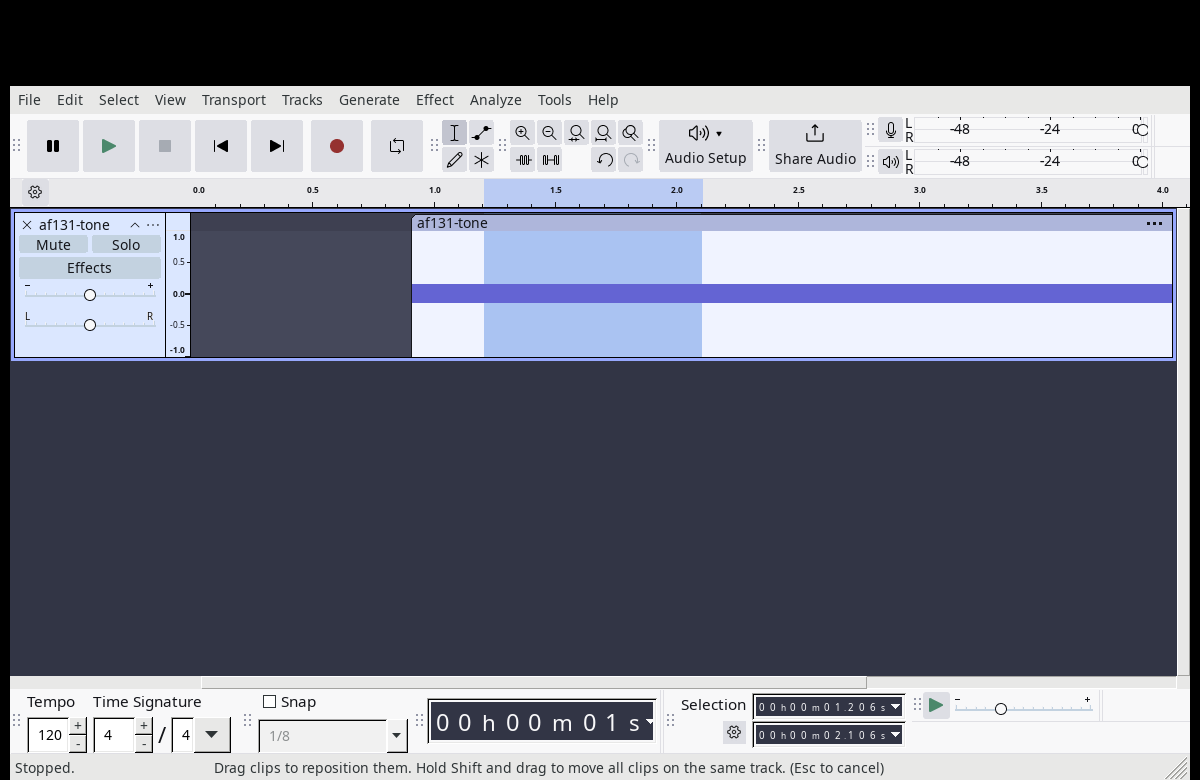 File Edit Select View Transport Tracks Generate Effect Analyze Tools Help
Audio Setup
Share Audio
L
R
-48 -24 0
L
R
-48 -24 0
0.0 0.5 1.0 1.5 2.0 2.5 3.0 3.5 4.0
af131-tone
Mute Solo
Effects
- +
L R
1.0
0.5
0.0
-0.5
-1.0
af131-tone
Tempo
120
+
-
Time Signature
4
+
-
/
4
Snap
1/8
00h00m01s
Selection
00h00m01.206s
00h00m02.106s
- +
Stopped.
Drag clips to reposition them. Hold Shift and drag to move all clips on the same track. (Esc to cancel)